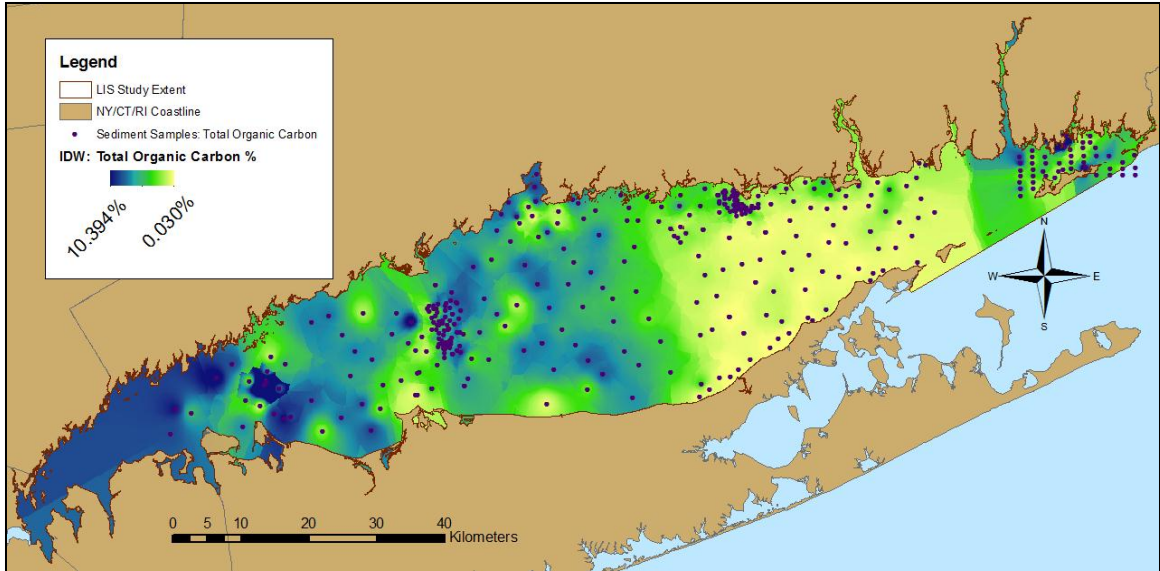 Legend
LIS Study Extent
NY/CT/RI Coastline
Sediment Samples: Total Organic Carbon
IDW: Total Organic Carbon %
10.394% 0.030%
N
W E
S
0 5 10 20 30 40
Kilometers